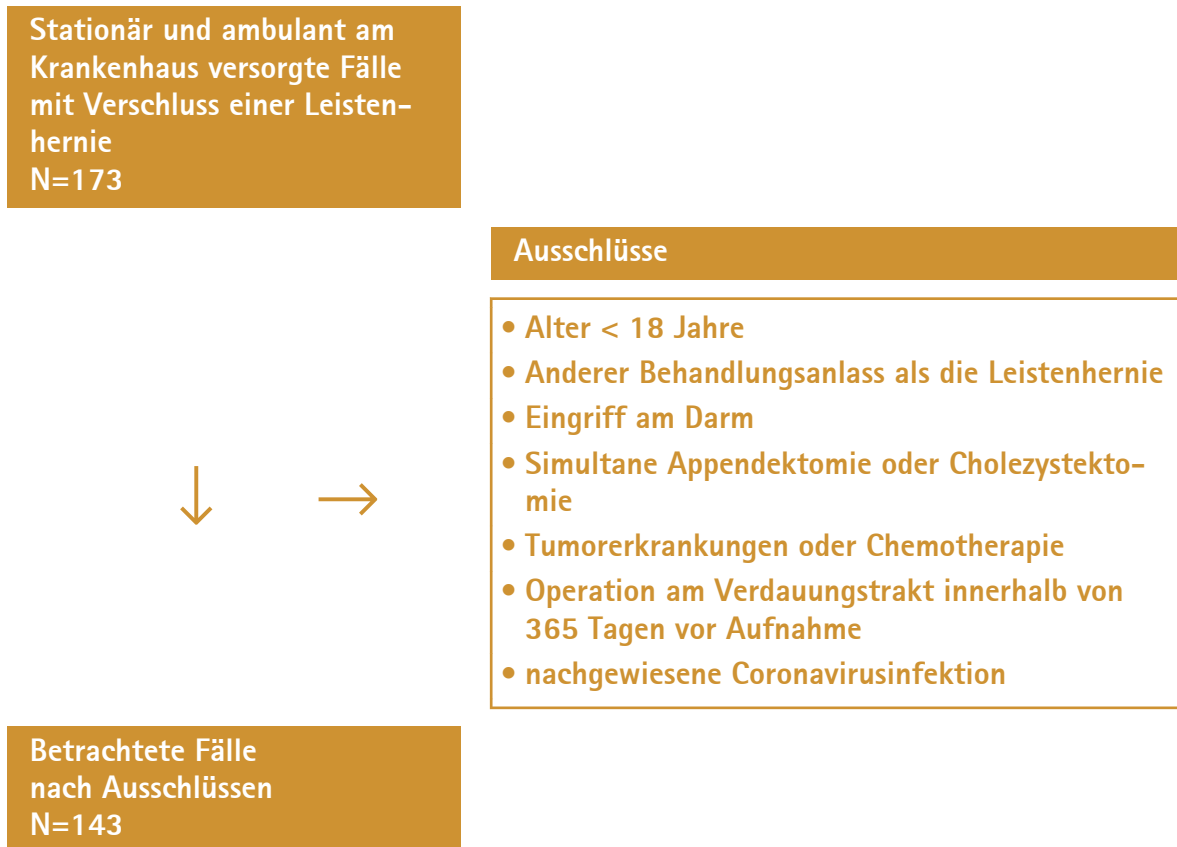 Stationär und ambulant am
Krankenhaus versorgte Fälle
mit Verschluss einer Leisten-
hernie
N=173
Ausschlüsse
• Alter < 18 Jahre
• Anderer Behandlungsanlass als die Leistenhernie
• Eingriff am Darm
• Simultane Appendektomie oder Cholezystekto-
mie
• Tumorerkrankungen oder Chemotherapie
• Operation am Verdauungstrakt innerhalb von
365 Tagen vor Aufnahme
• nachgewiesene Coronavirusinfektion
Betrachtete Fälle
nach Ausschlüssen
N=143